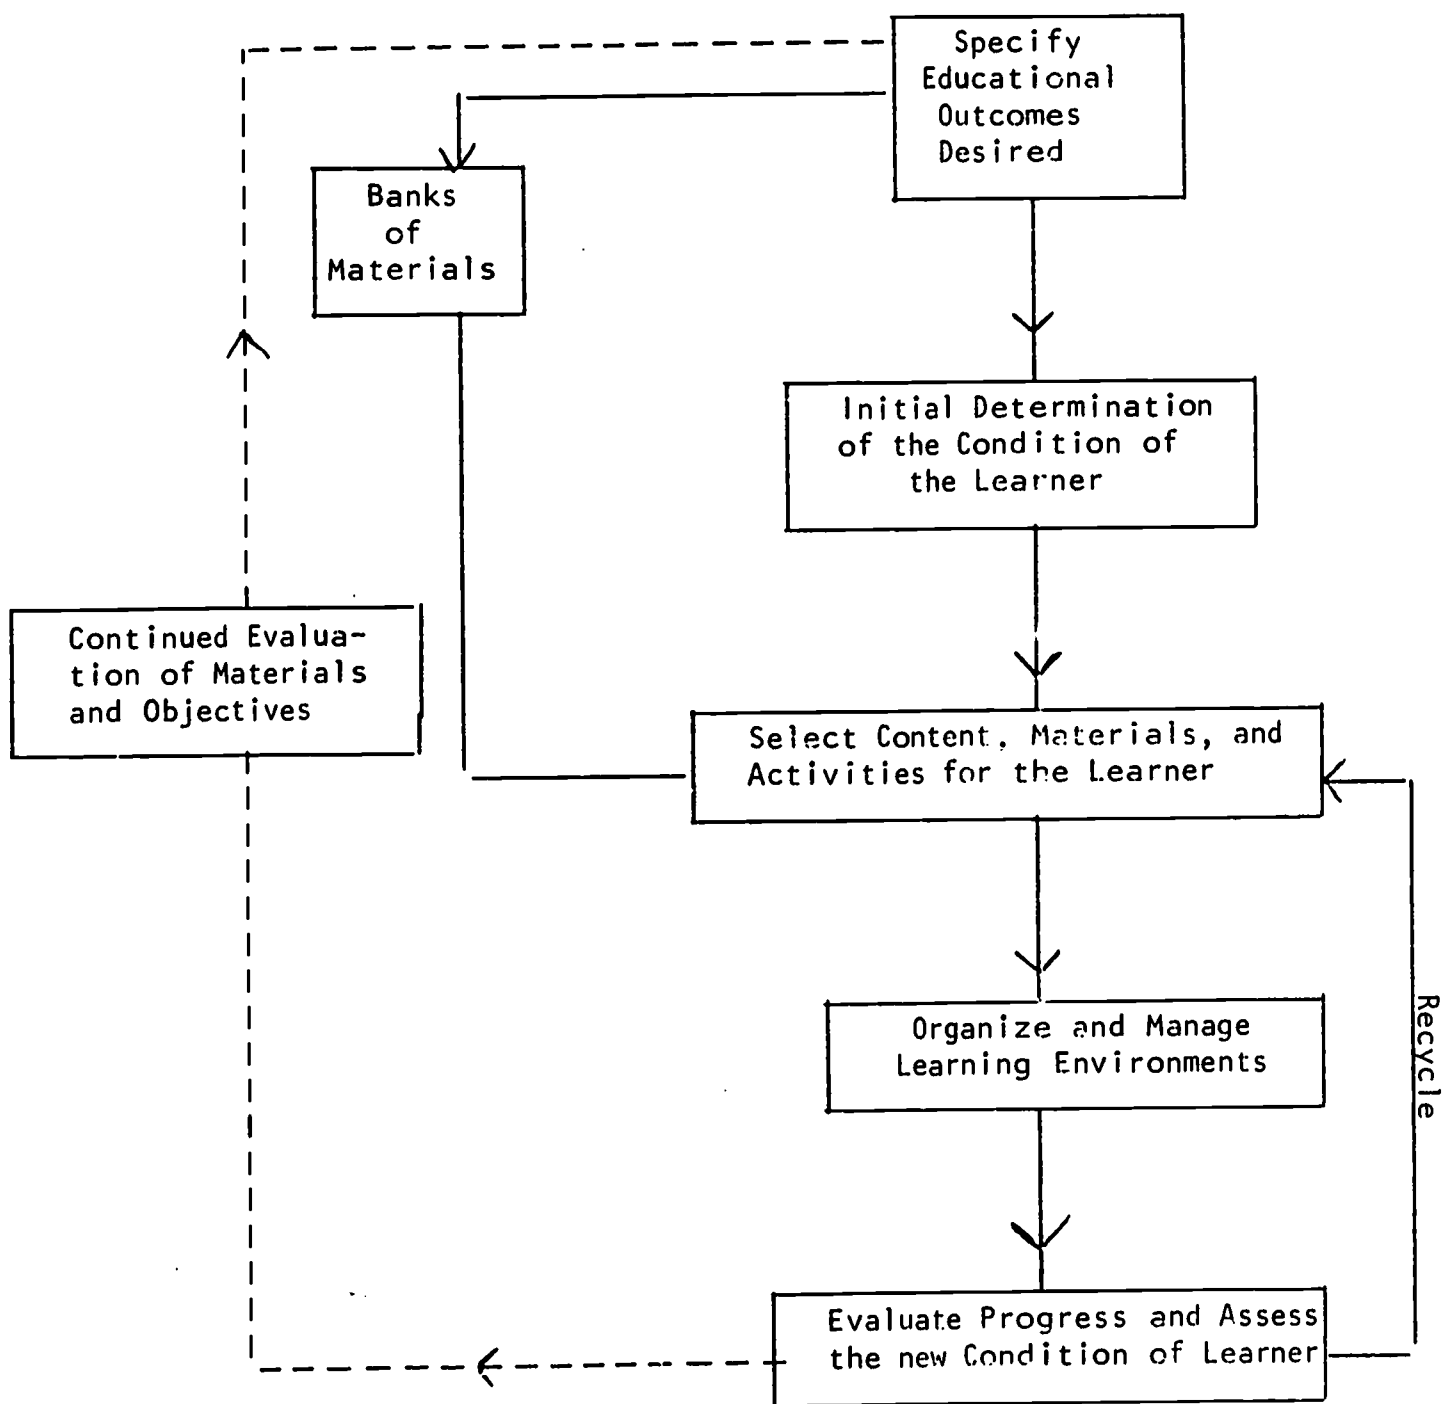 Specify
Educational
Outcomes
Desired
Banks
of
Materials
Initial Determination
of the Condition of
the Learner
Continued Evalua-
tion of Materials
and Objectives
Select Content, Materials, and
Activities for the Learner
Organize and Manage
Learning Environments
Recycle
Evaluate Progress and Assess
the new Condition of Learner